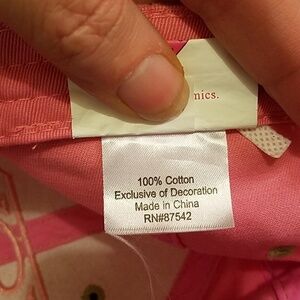 nics.
100% Cotton
Exclusive of Decoration
Made in China
RN#87542